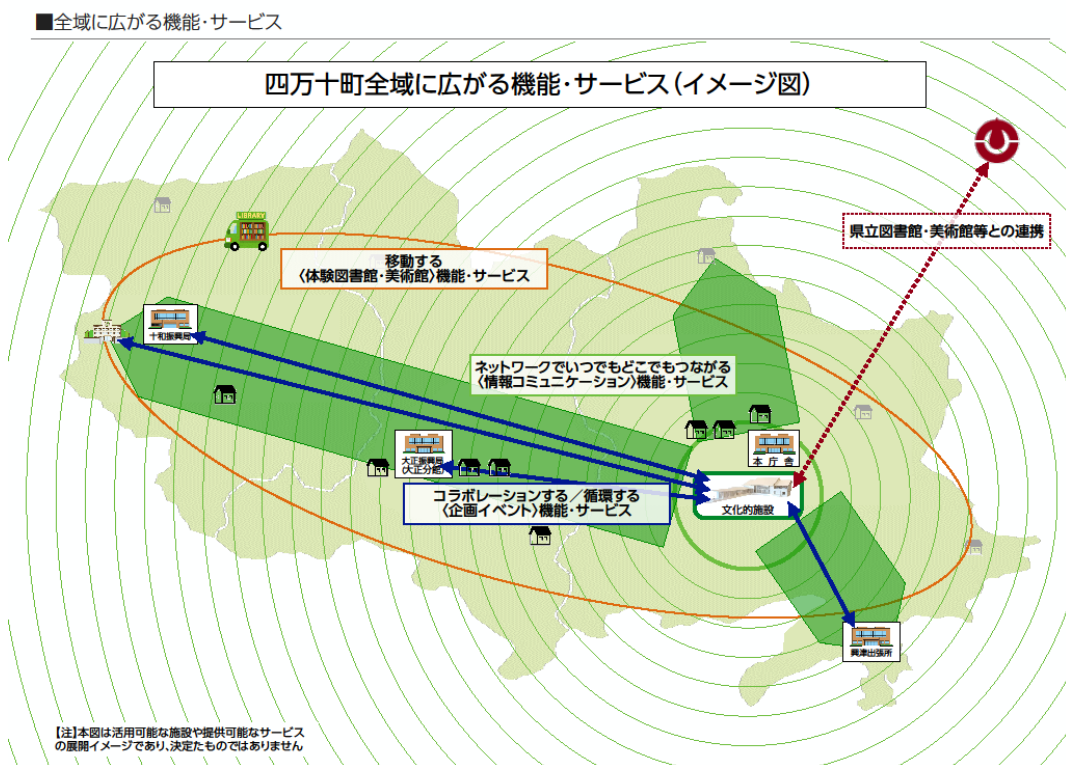 ■全域に広がる機能・サービス
四万十町全域に広がる機能・サービス(イメージ図)
LIBRARY
県立図書館・美術館等との連携
移動する
〈体験図書館・美術館〉機能・サービス
十和振興局
ネットワークでいつでもどこでもつながる
〈情報コミュニケーション〉機能・サービス
大正振興局
(大正分館)
本庁舎
コラボレーションする/循環する
〈企画イベント〉機能・サービス
文化的施設
興津出張所
【注】本図は活用可能な施設や提供可能なサービス
の展開イメージであり、決定たものではありません